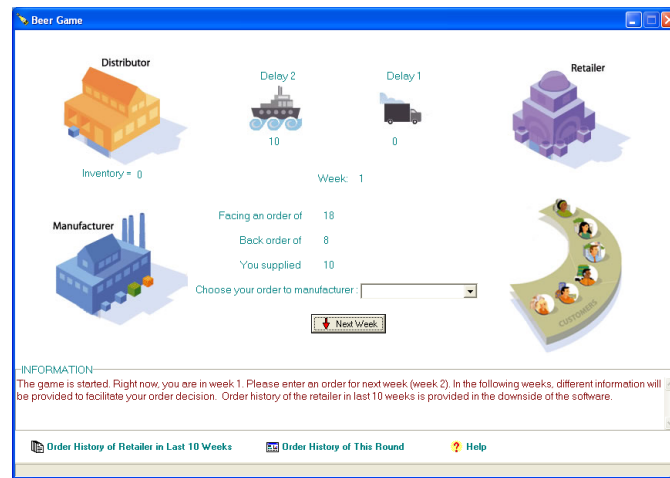 Beer Game
Distributor
Delay 2
Delay 1
Retailer
10
0
Inventory = 0
Week: 1
Manufacturer
Facing an order of 18
Back order of 8
You supplied 10
Choose your order to manufacturer :
Next Week
CUSTOMERS
INFORMATION
The game is started. Right now, you are in week 1. Please enter an order for next week (week 2). In the following weeks, different information will
be provided to facilitate your order decision. Order history of the retailer in last 10 weeks is provided in the downside of the software.
Order History of Retailer in Last 10 Weeks
Order History of This Round
? Help